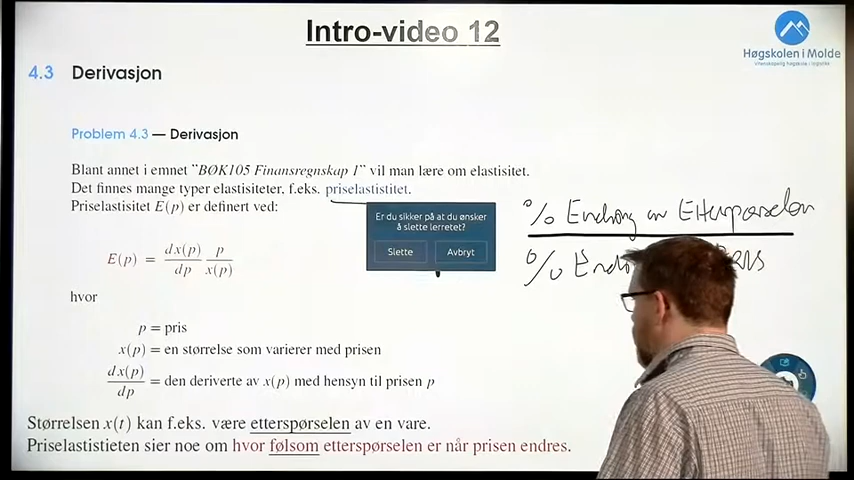 Intro-video 12
Høgskolen i Molde
Vitenskapelig høgskole i logistikk
4.3 Derivasjon
Problem 4.3 — Derivasjon
Blant annet i emnet "BØK105 Finansregnskap 1" vil man lære om elastisitet.
Det finnes mange typer elastisiteter, f.eks. priselastistitet.
Priselastisitet E(p) er definert ved:
Er du sikker på at du ønsker
å slette lerretet?
Slette Avbryt
% Endring av Etterspørselen
%
E(p) = dx(p)/dp p/x(p)
hvor
p = pris
x(p) = en størrelse som varierer med prisen
dx(p)/dp = den deriverte av x(p) med hensyn til prisen p
Størrelsen x(t) kan f.eks. være etterspørselen av en vare.
Priselastistieten sier noe om hvor følsom etterspørselen er når prisen endres.